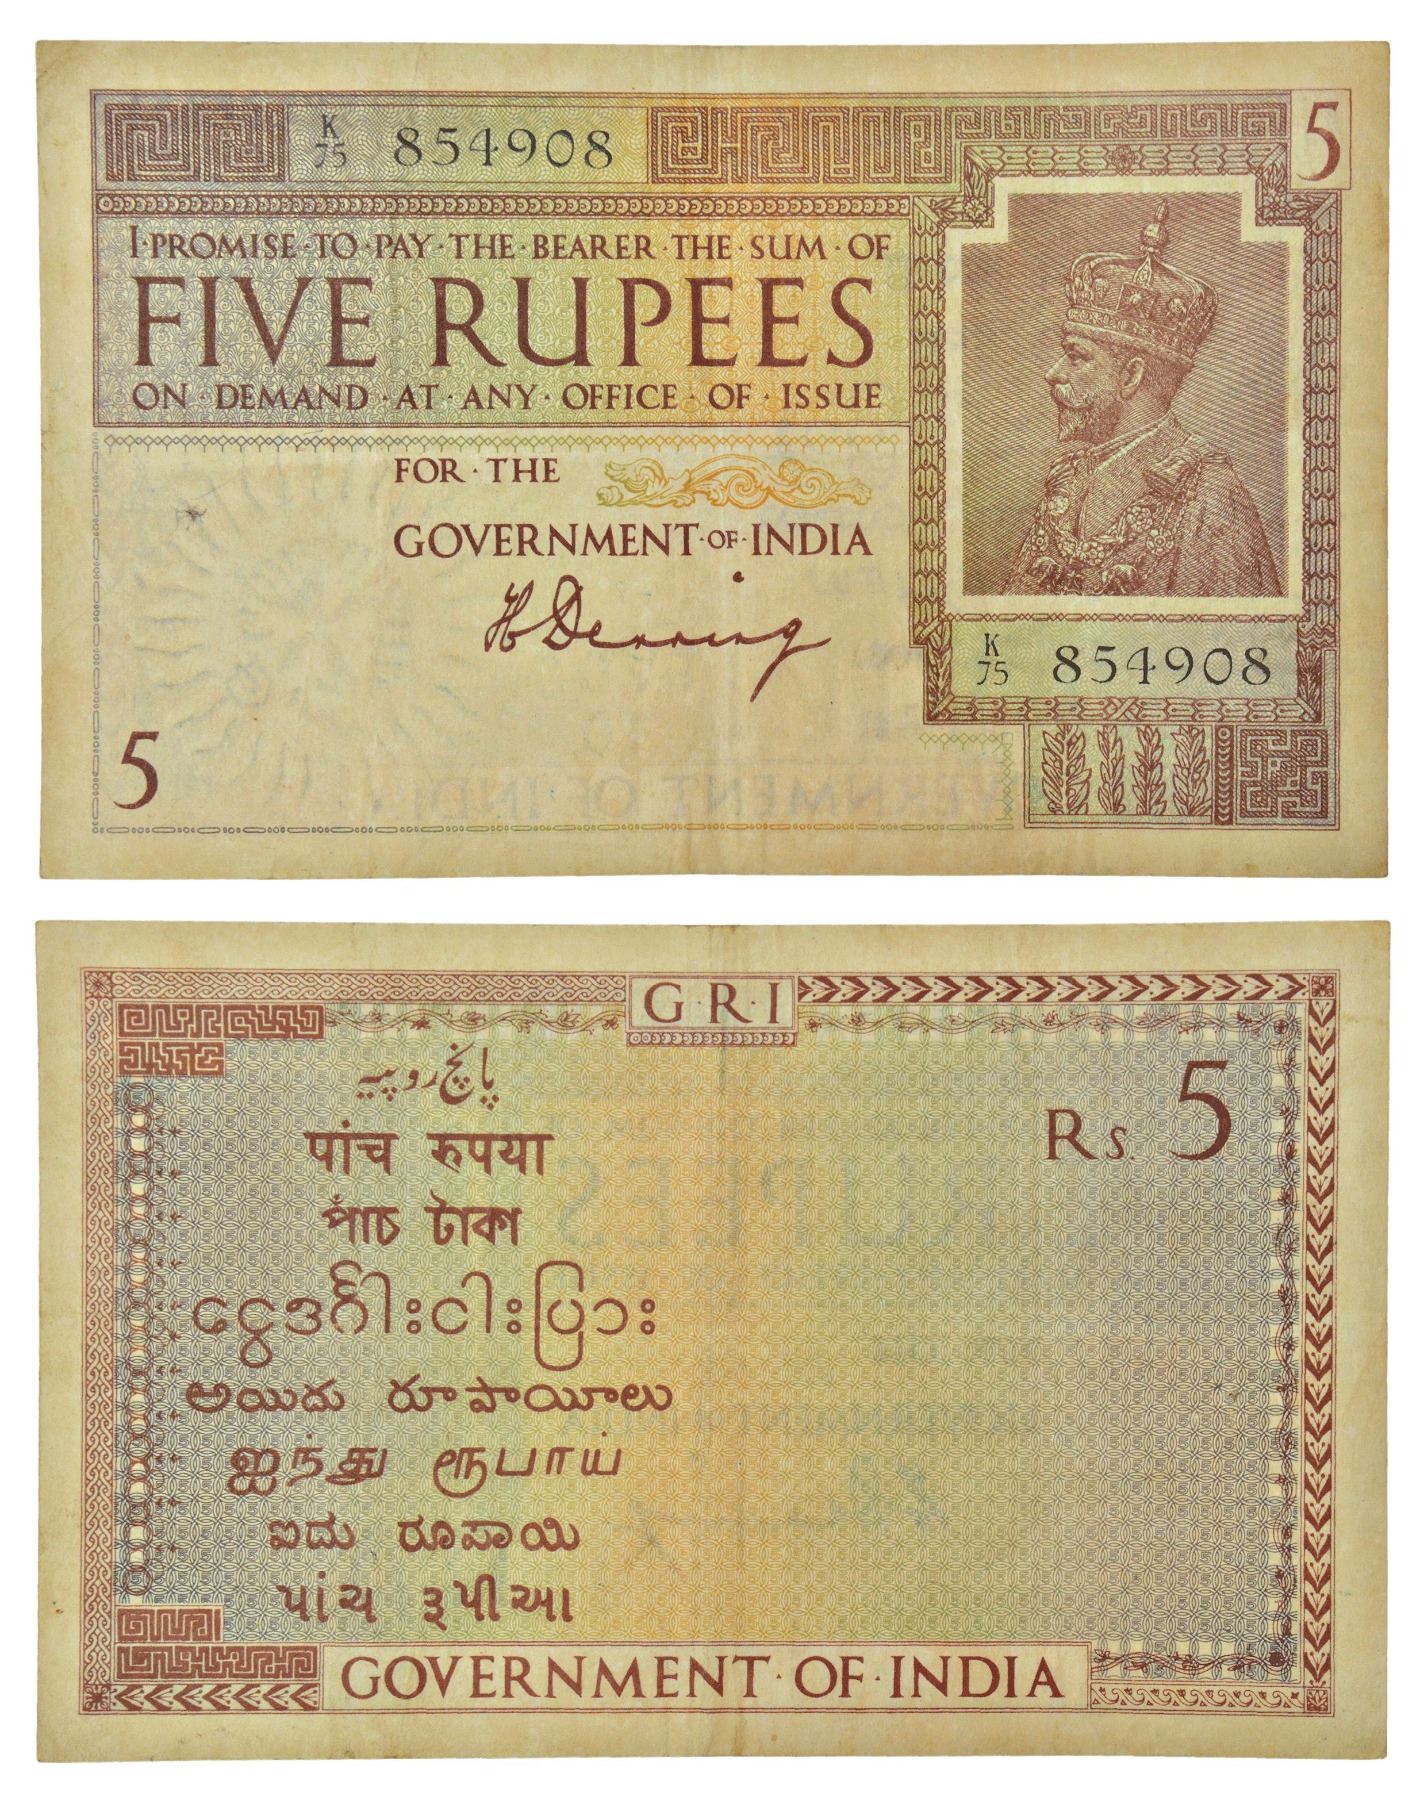 K/75 854908
5
I·PROMISE·TO·PAY·THE·BEARER·THE·SUM·OF
FIVE RUPEES
ON·DEMAND·AT·ANY·OFFICE·OF·ISSUE
FOR·THE
GOVERNMENT·OF·INDIA
H Denning
K/75 854908
5
G·R·I
پانچ روپیہ
Rs. 5
पांच रुपया
পাঁচ টাকা
ငွေဒင်္ဂါးငါးပြား
అయిదు రూపాయీలు
ஐந்து ரூபாய்
ಐದು ರೂಪಾಯಿ
પાંચ રૂપીઆ
GOVERNMENT·OF·INDIA